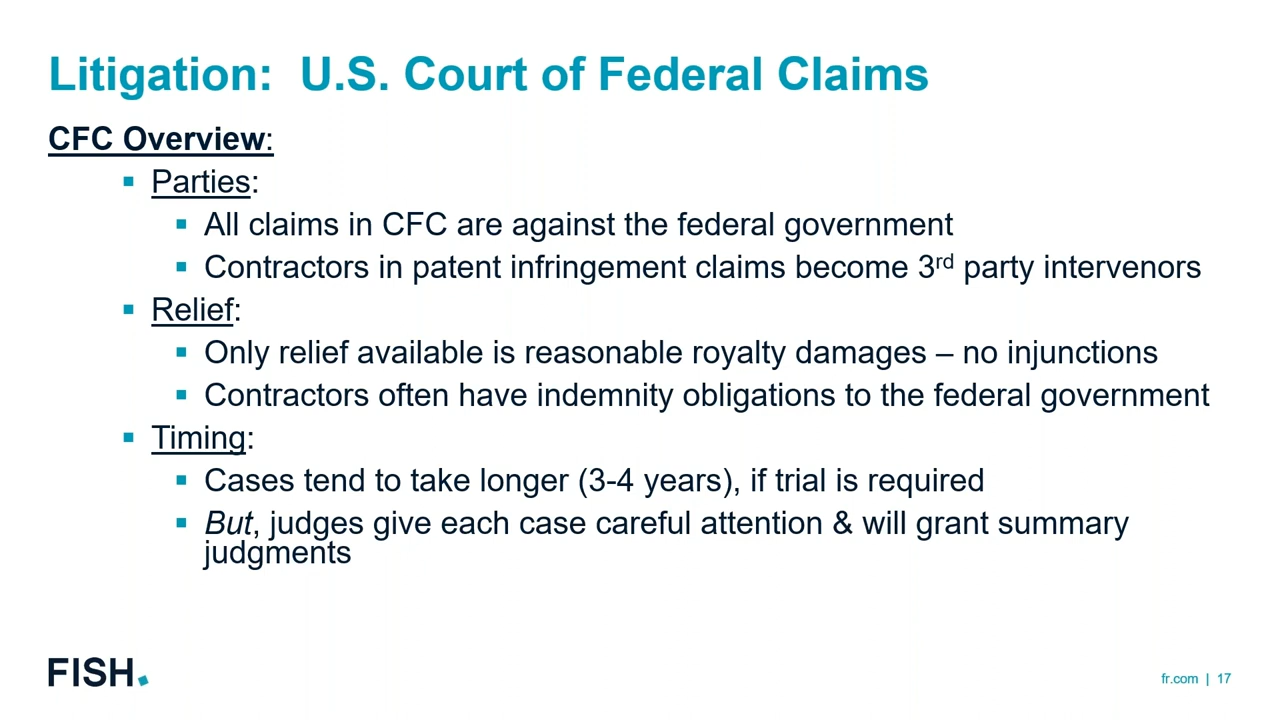 Litigation:  U.S. Court of Federal Claims
CFC Overview:
▪ Parties:
▪ All claims in CFC are against the federal government
▪ Contractors in patent infringement claims become 3rd party intervenors
▪ Relief:
▪ Only relief available is reasonable royalty damages – no injunctions
▪ Contractors often have indemnity obligations to the federal government
▪ Timing:
▪ Cases tend to take longer (3-4 years), if trial is required
▪ But, judges give each case careful attention & will grant summary
judgments
FISH.
fr.com | 17